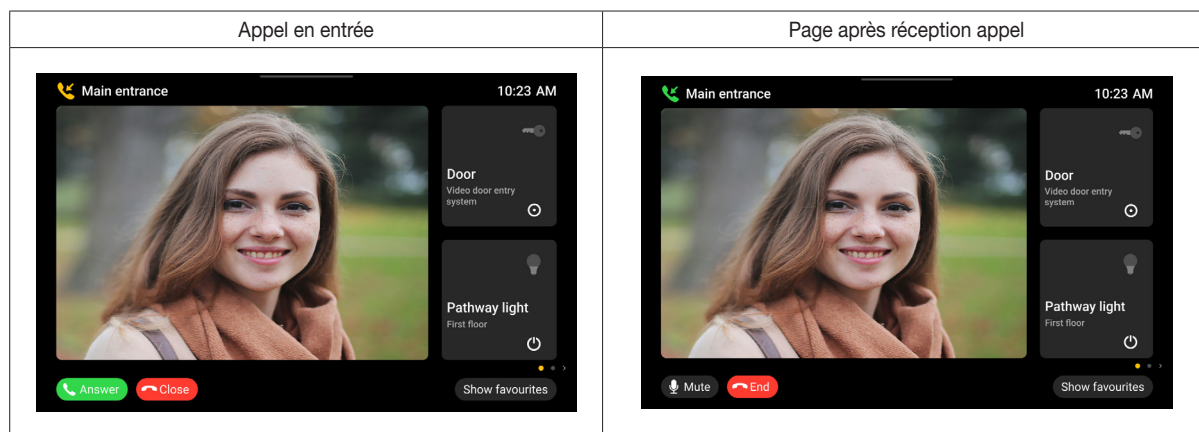 Appel en entrée
Page après réception appel
Main entrance
10:23 AM
Door
Video door entry
system
Pathway light
First floor
Answer
Close
Show favourites
Main entrance
10:23 AM
Door
Video door entry
system
Pathway light
First floor
Mute
End
Show favourites